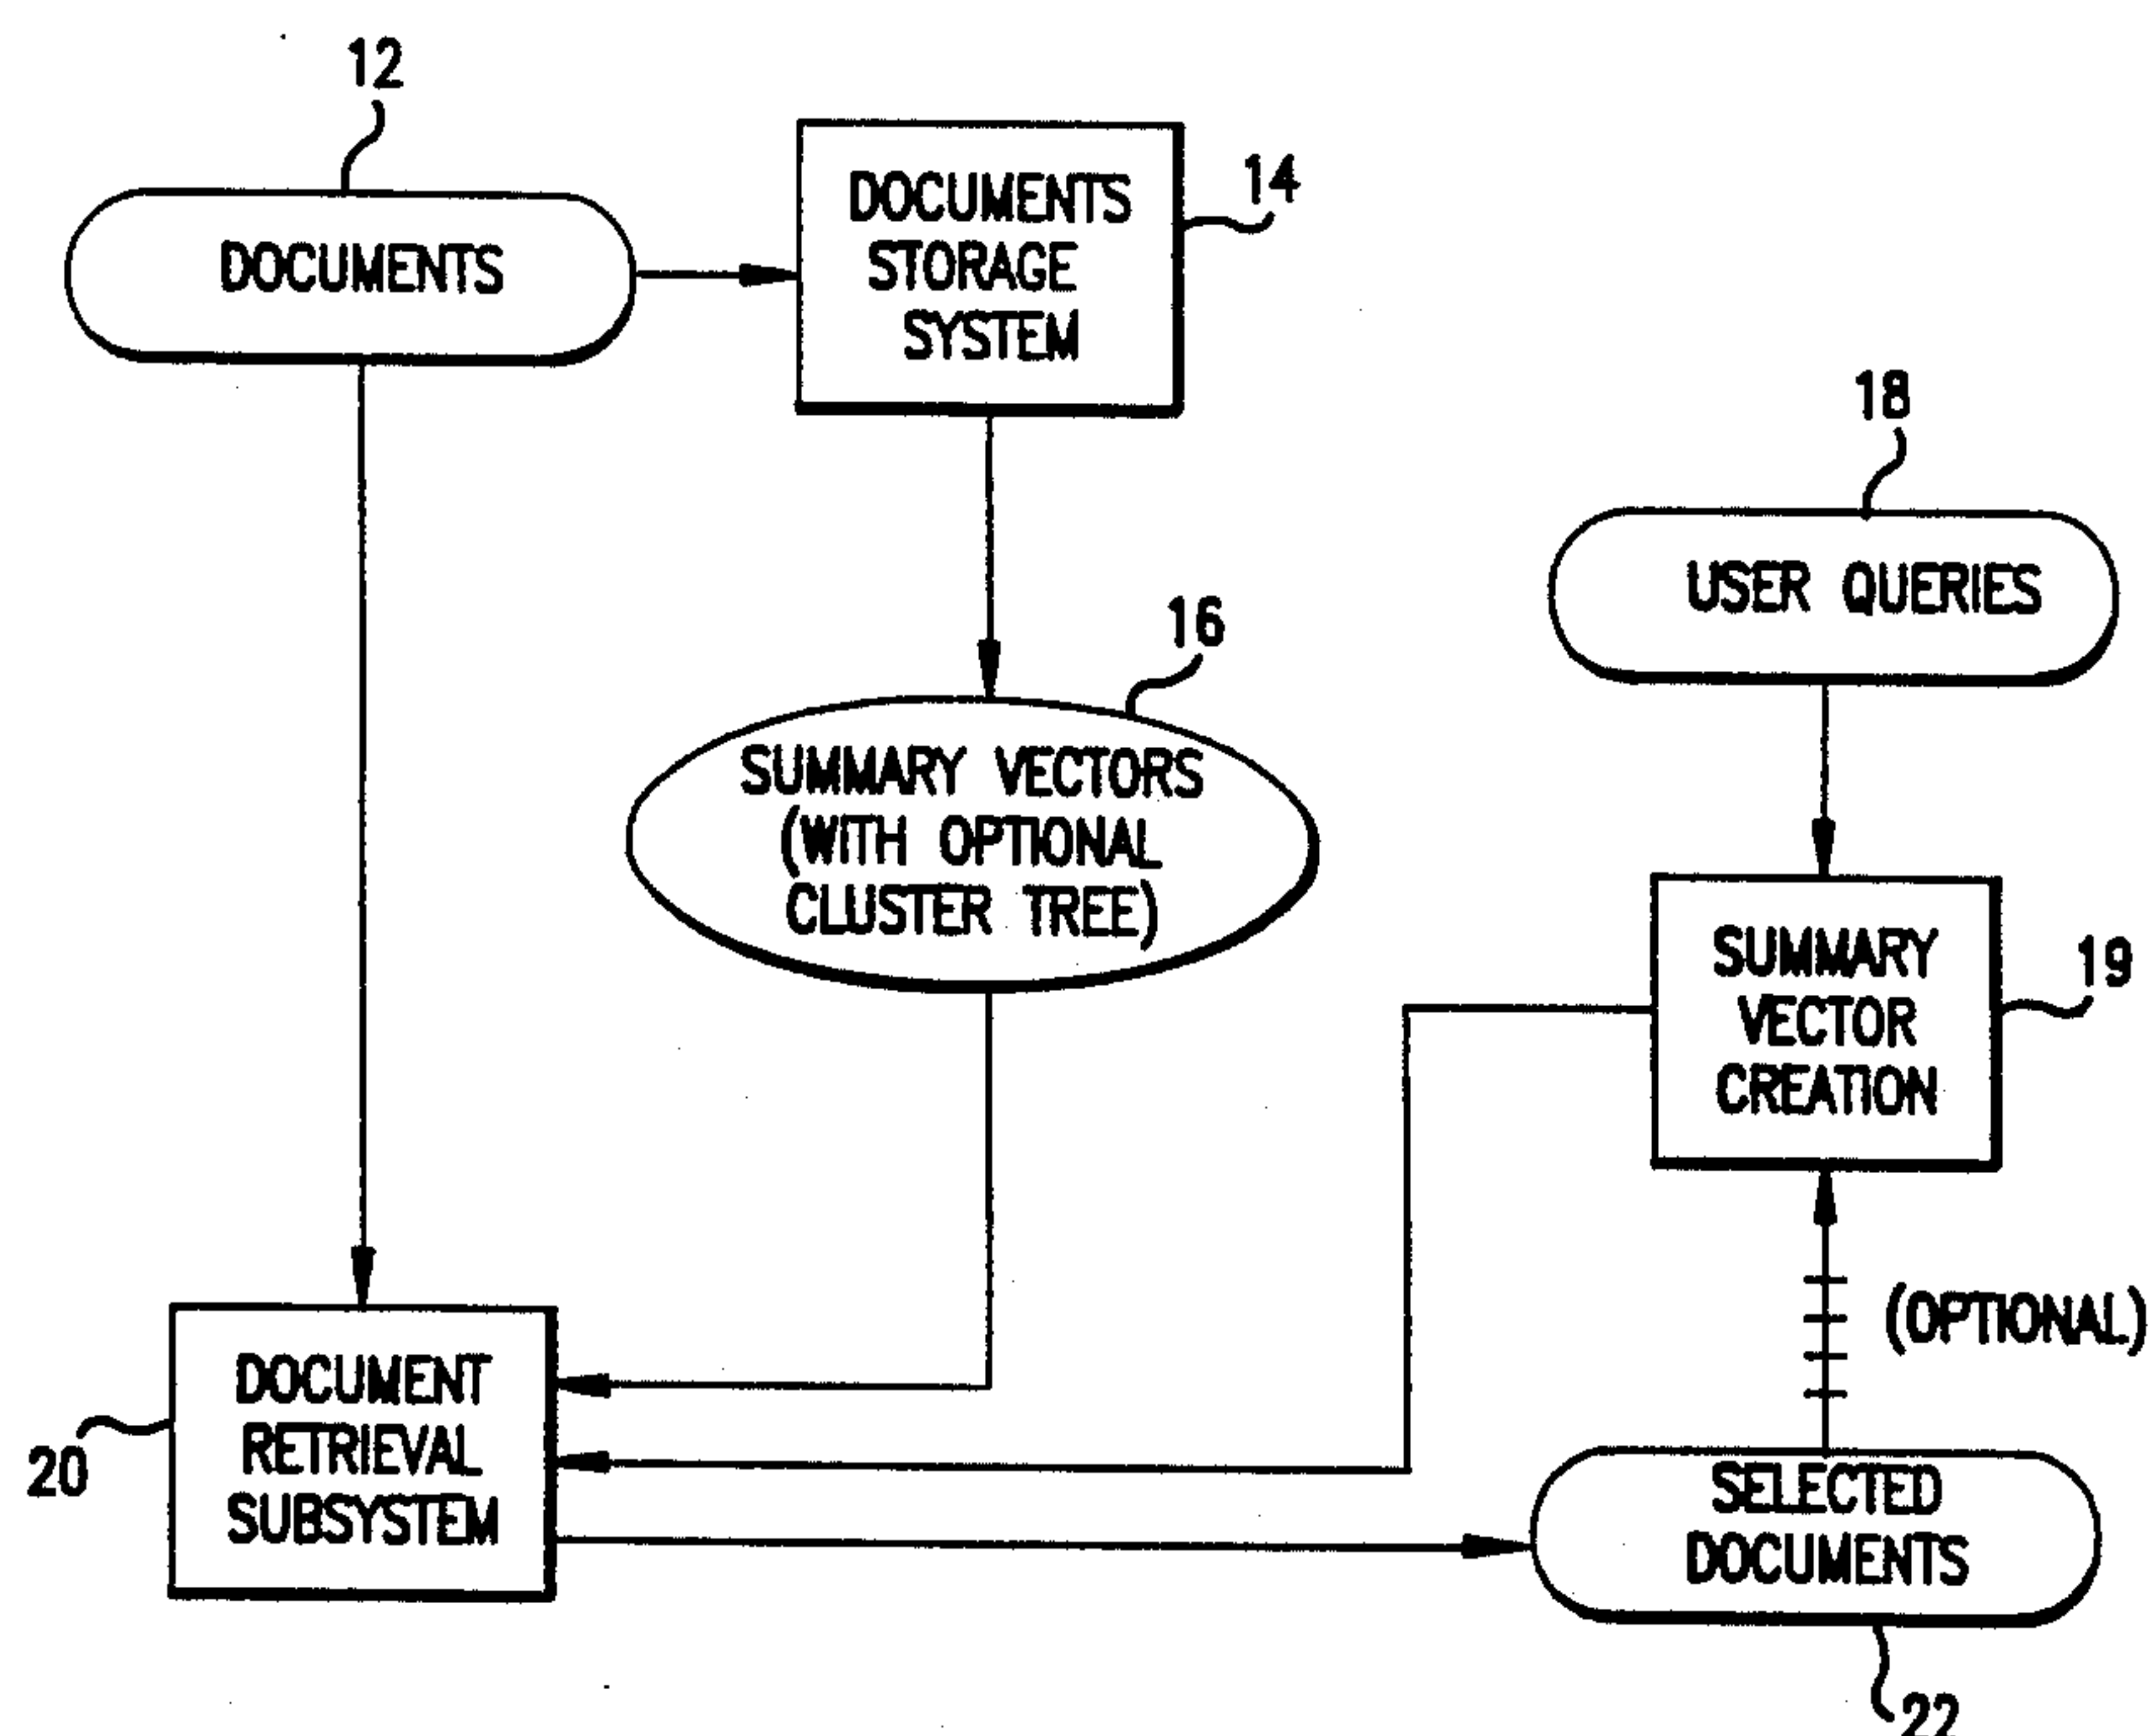 12
DOCUMENTS
DOCUMENTS
STORAGE
SYSTEM
14
18
USER QUERIES
16
SUMMARY VECTORS
(WITH OPTIONAL
CLUSTER TREE)
SUMMARY
VECTOR
CREATION
19
(OPTIONAL)
DOCUMENT
RETRIEVAL
SUBSYSTEM
20
SELECTED
DOCUMENTS
22